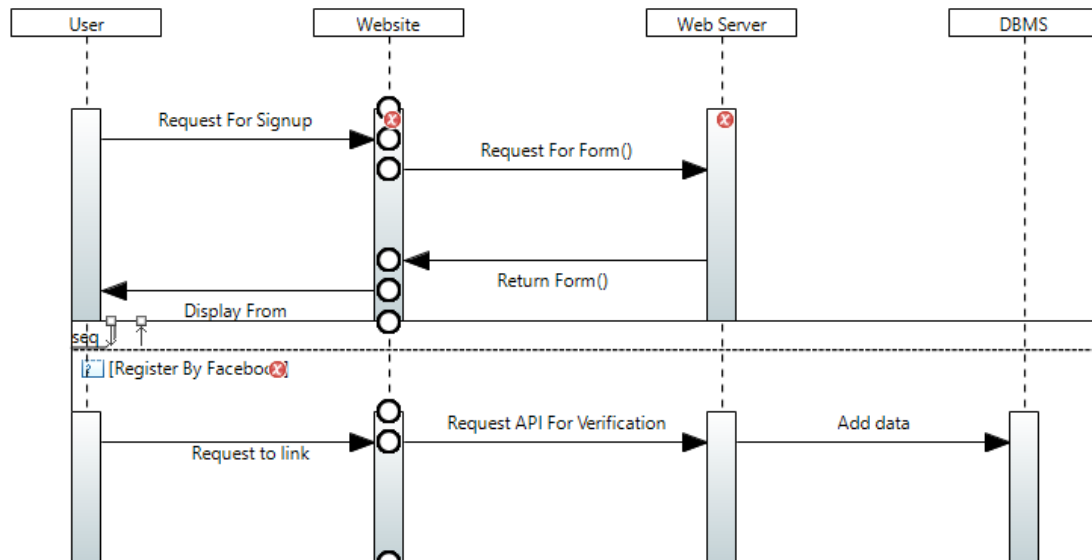 User
Website
Web Server
DBMS
Request For Signup
Request For Form()
Return Form()
Display From
seq
[Register By Facebook]
Request to link
Request API For Verification
Add data